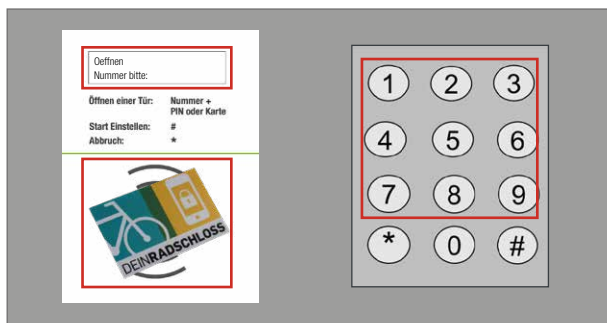 Oeffnen
Nummer bitte:
Öffnen einer Tür: Nummer +
PIN oder Karte
Start Einstellen: #
Abbruch: *
DEINRADSCHLOSS
1 2 3
4 5 6
7 8 9
* 0 #